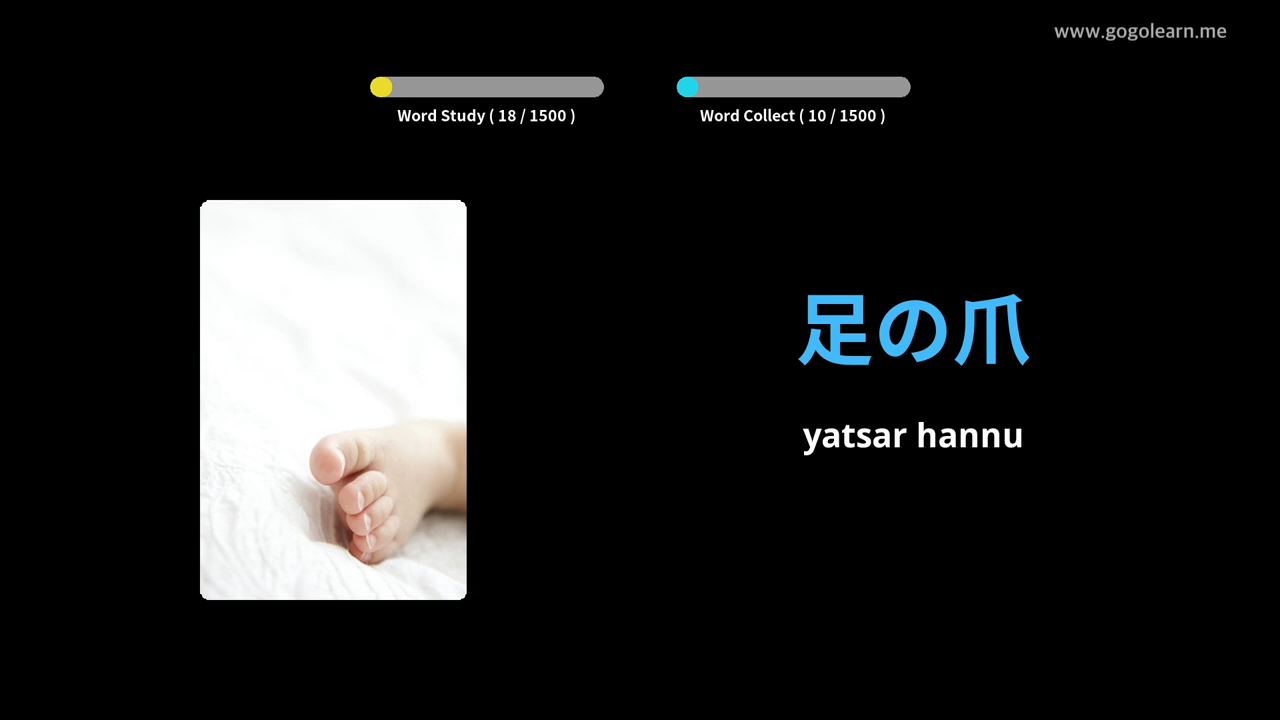 www.gogolearn.me
Word Study ( 18 / 1500 )
Word Collect ( 10 / 1500 )
足の爪
yatsar hannu